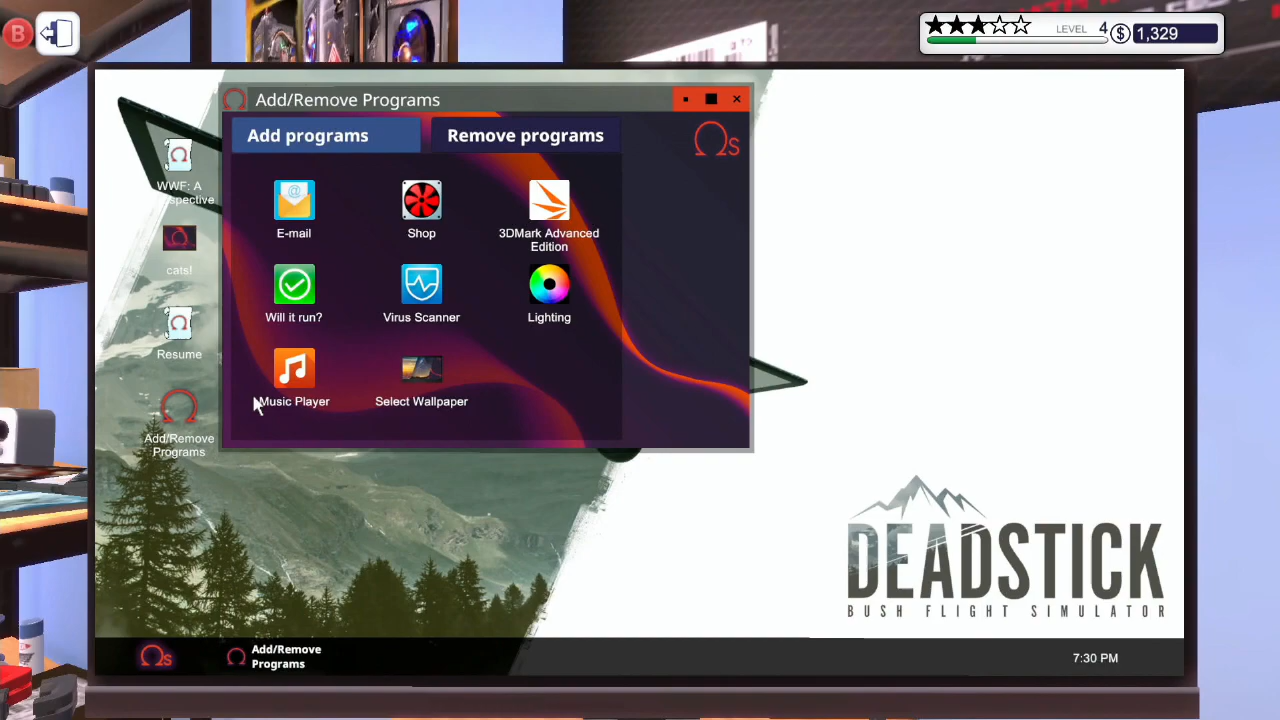 B
LEVEL 4 $ 1,329
Add/Remove Programs
Add programs
Remove programs
Ωs
WWF: A
spective
E-mail
Shop
3DMark Advanced
Edition
cats!
Will it run?
Virus Scanner
Lighting
Resume
Music Player
Select Wallpaper
Add/Remove
Programs
DEADSTICK
BUSH FLIGHT SIMULATOR
Ωs
Add/Remove
Programs
7:30 PM